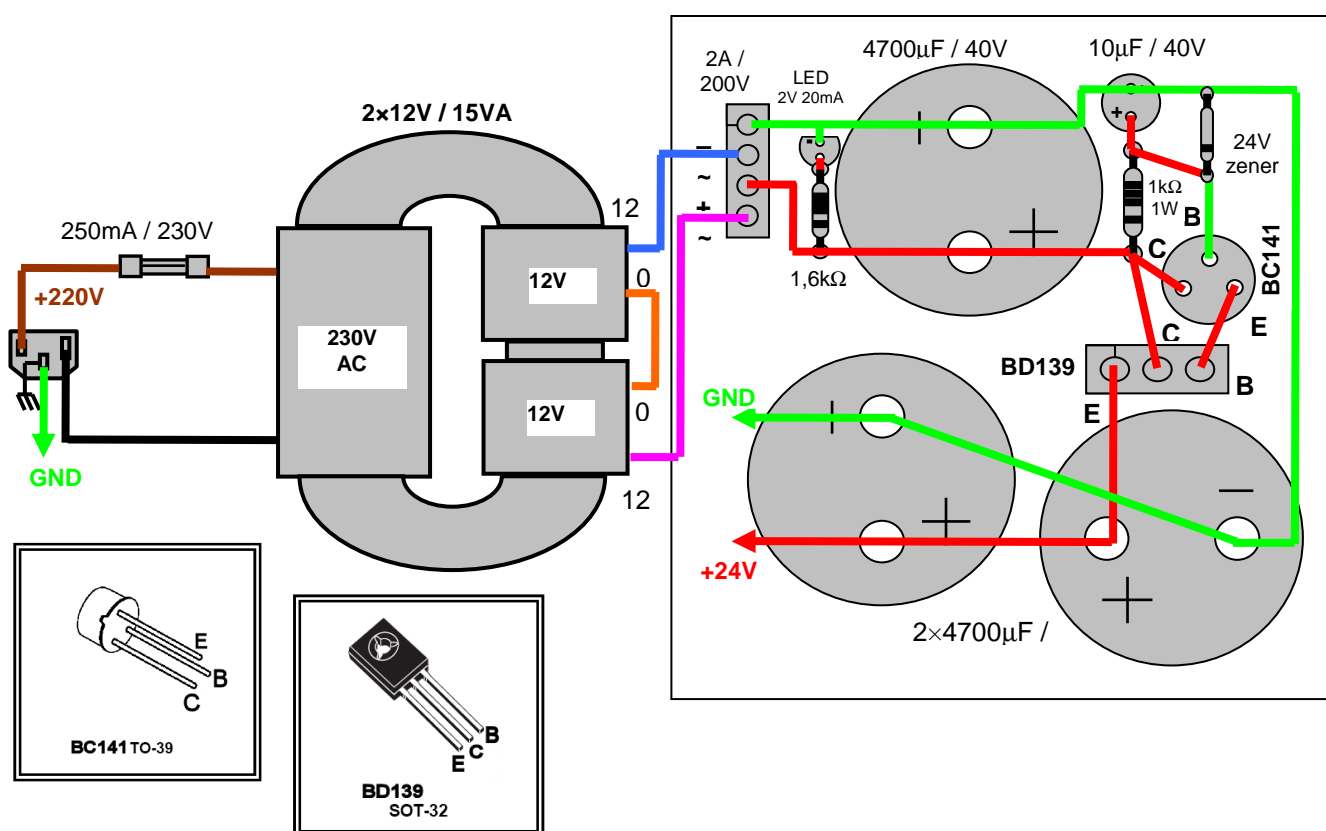 2×12V / 15VA
250mA / 230V
+220V
GND
230V
AC
12V
12V
12
0
0
12
2A /
200V
–
~
+
~
LED
2V 20mA
1,6kΩ
4700µF / 40V
10µF / 40V
+
-
24V
zener
1kΩ
1W
B
C
E
BC141
C
BD139
B
E
GND
+24V
2×4700µF /
E
B
C
BC141 TO-39
B
C
E
BD139
SOT-32